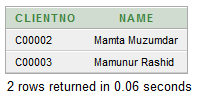 CLIENTNO NAME
C00002 Mamta Muzumdar
C00003 Mamunur Rashid
2 rows returned in 0.06 seconds